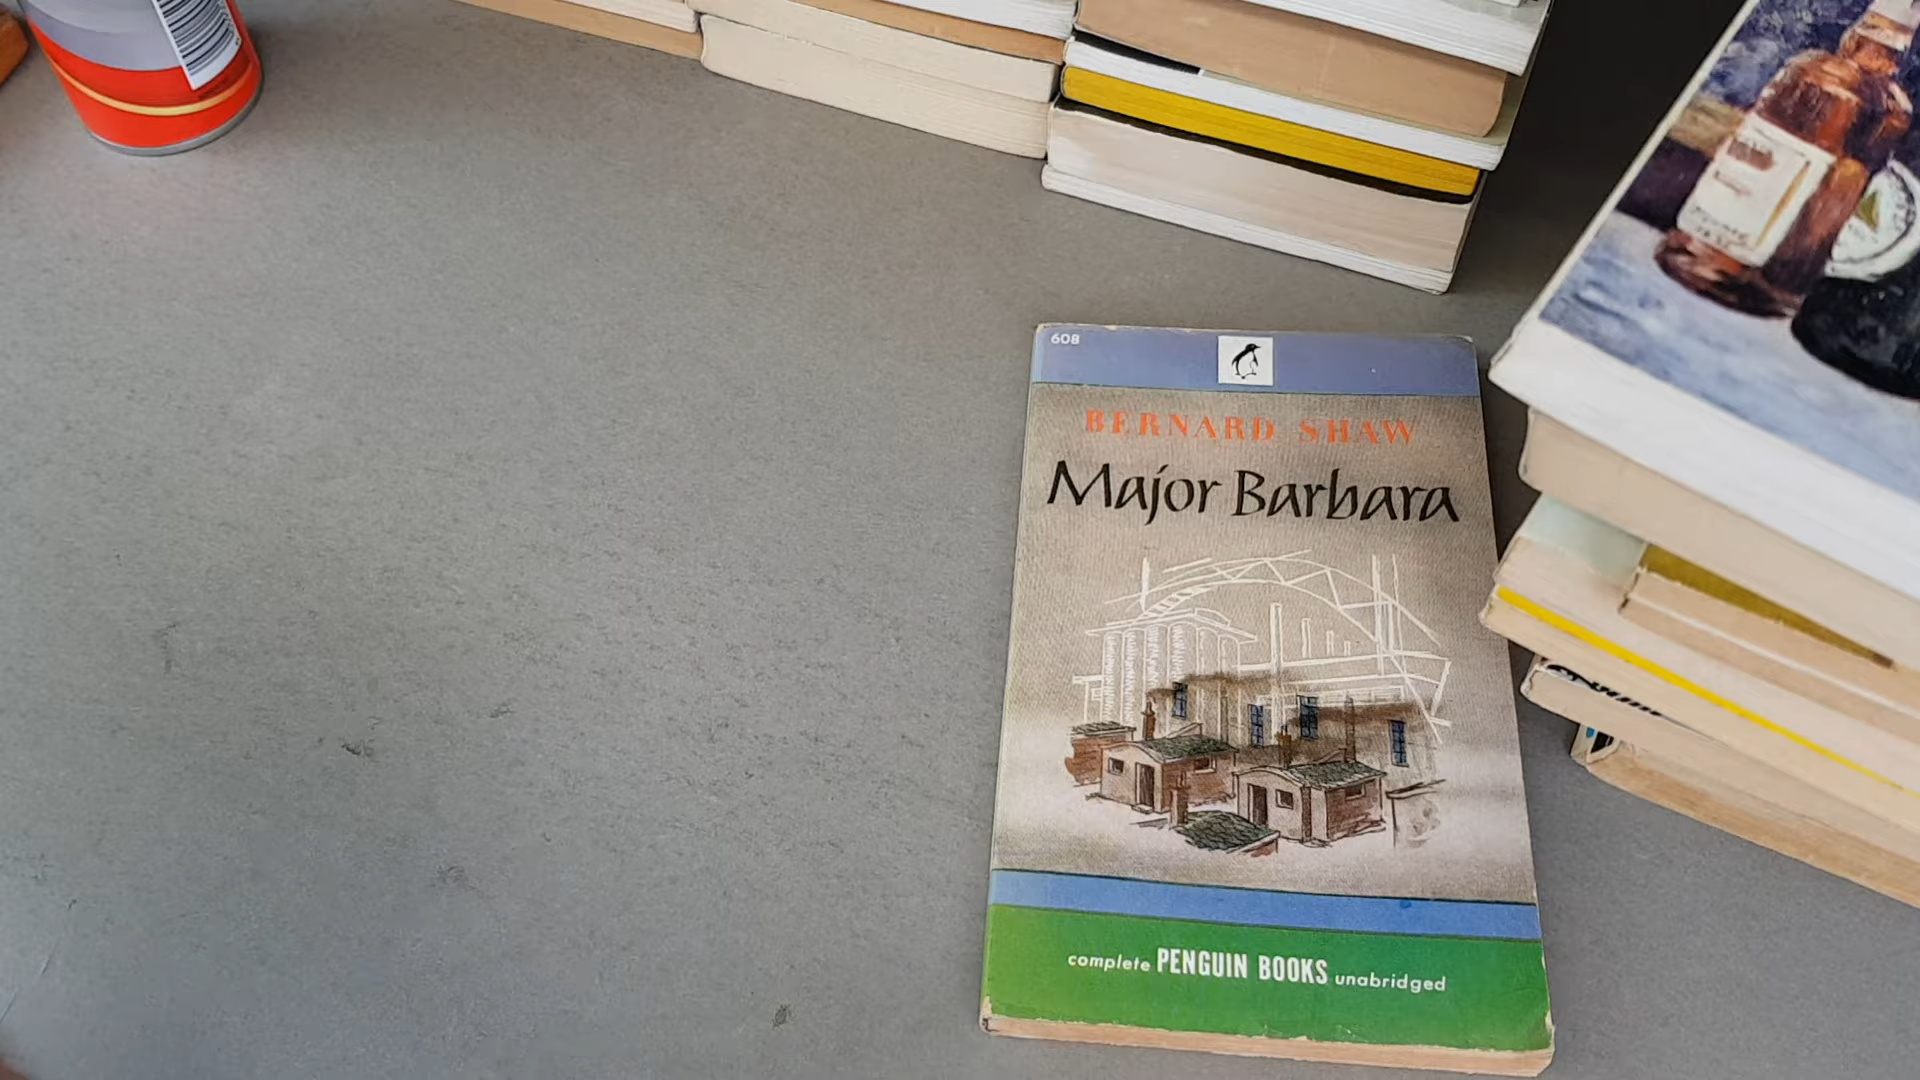 608
BERNARD SHAW
Major Barbara
complete PENGUIN BOOKS unabridged